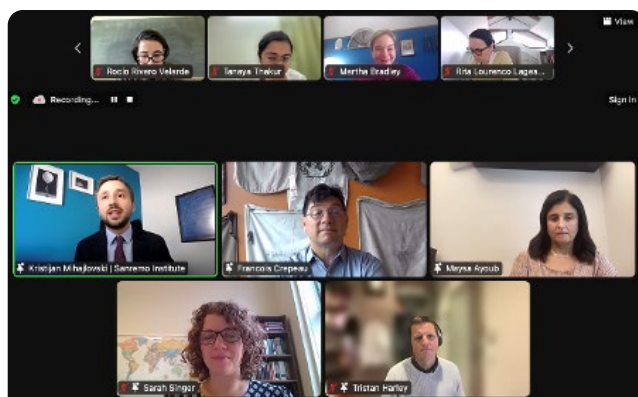 View
Rocio Rivero Velarde
Tanaya Thakur
Martha Bradley
Rita Lourenco Lagea...
Recording...
Sign in
Kristijan Mihajlovski | Sanremo Institute
Francois Crepeau
Maysa Ayoub
Sarah Singer
Tristan Harley